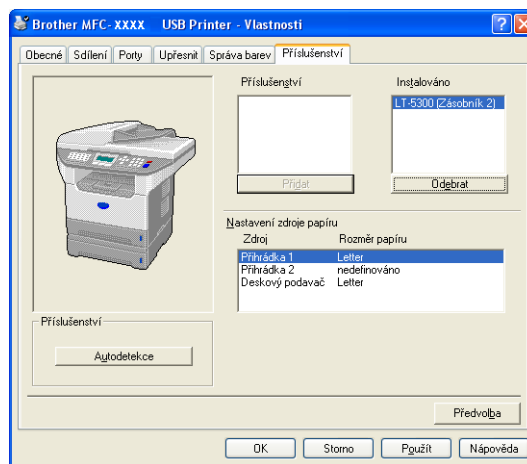 Brother MFC-XXXX USB Printer - Vlastnosti
Obecné Sdílení Porty Upřesnit Správa barev Příslušenství
Příslušenství Instalováno
LT-5300 (Zásobník 2)
Přidat Odebrat
Nastavení zdroje papíru
Zdroj Rozměr papíru
Přihrádka 1 Letter
Přihrádka 2 nedefinováno
Deskový podavač Letter
Příslušenství
Autodetekce
Předvolba
OK Storno Použít Nápověda